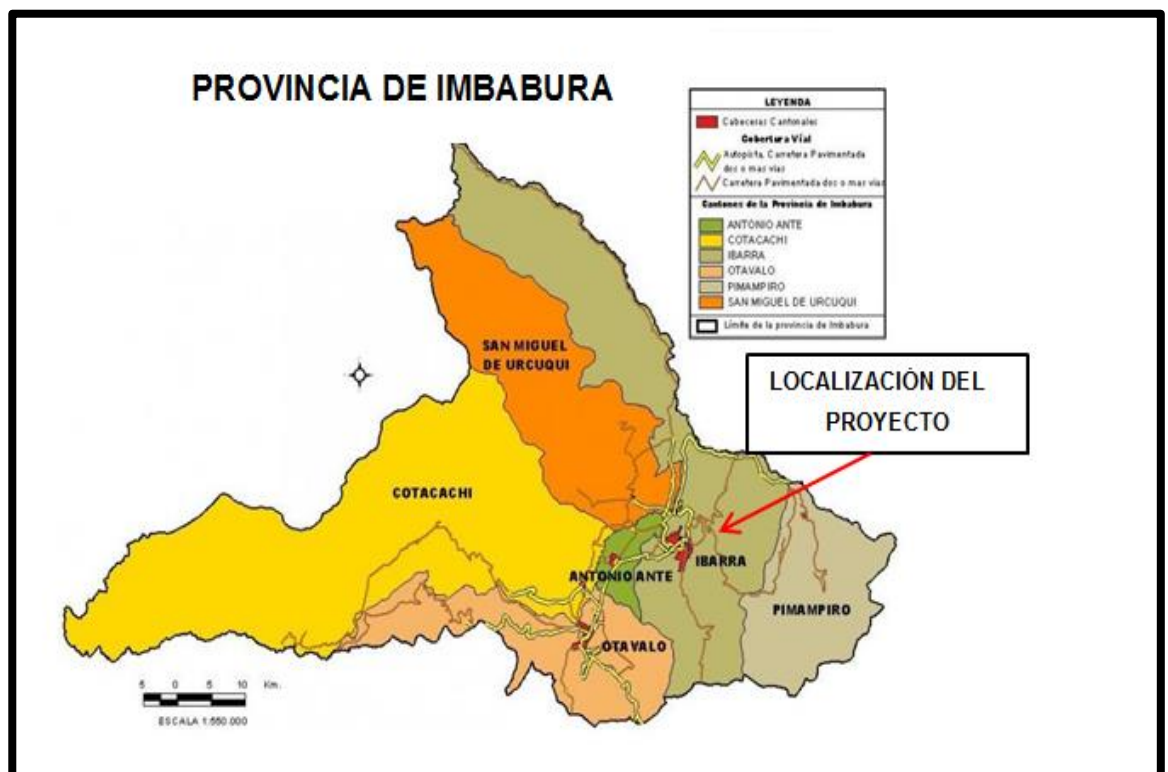 PROVINCIA DE IMBABURA
LEYENDA
Cabeceras Cantonales
Cobertura Vial
Autopista, Carretera Pavimentada
dos o mas vias
Carretera Pavimentada dos o mas vias
Cantones de la Provincia de Imbabura
ANTONIO ANTE
COTACACHI
IBARRA
OTAVALO
PIMAMPIRO
SAN MIGUEL DE URCUQUI
Límite de la provincia de Imbabura
SAN MIGUEL
DE URCUQUI
LOCALIZACIÓN DEL
PROYECTO
COTACACHI
IBARRA
ANTONIO ANTE
PIMAMPIRO
OTAVALO
5 0 5 10 Km.
ESCALA 1:550.000